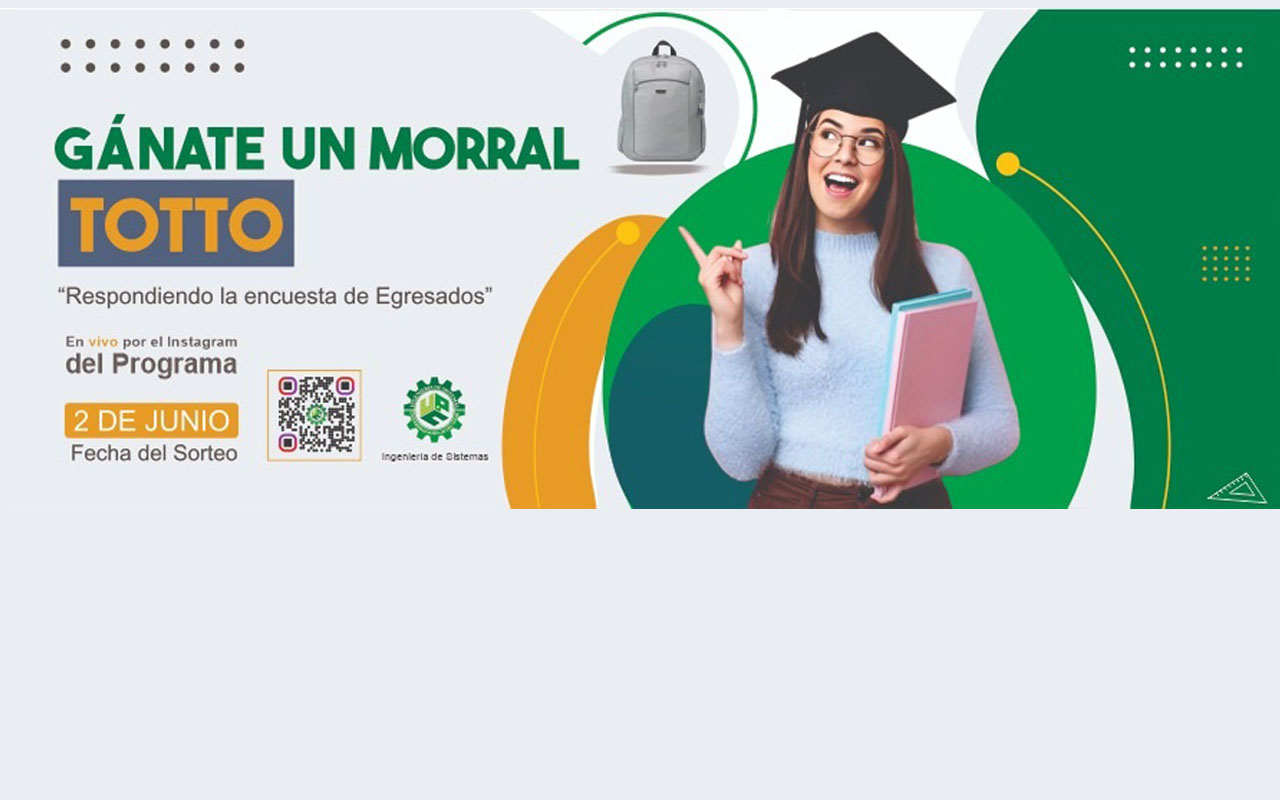 GÁNATE UN MORRAL
TOTTO
“Respondiendo la encuesta de Egresados”
En vivo por el Instagram
del Programa
2 DE JUNIO
Fecha del Sorteo
Ingeniería de Sistemas